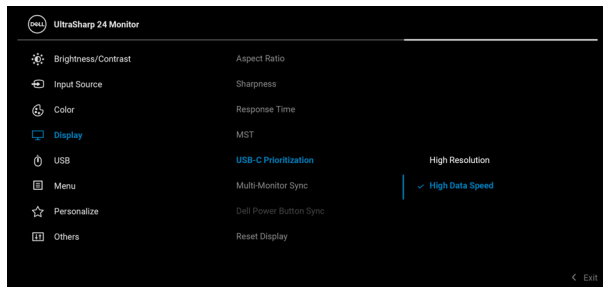 DELL UltraSharp 24 Monitor
Brightness/Contrast
Input Source
Color
Display
USB
Menu
Personalize
Others
Aspect Ratio
Sharpness
Response Time
MST
USB-C Prioritization
Multi-Monitor Sync
Dell Power Button Sync
Reset Display
High Resolution
High Data Speed
Exit